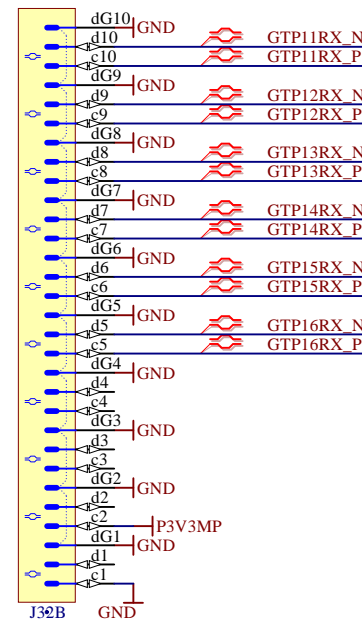 dG10 GND
d10 GTP11RX_N
c10 GTP11RX_P
dG9 GND
d9 GTP12RX_N
c9 GTP12RX_P
dG8 GND
d8 GTP13RX_N
c8 GTP13RX_P
dG7 GND
d7 GTP14RX_N
c7 GTP14RX_P
dG6 GND
d6 GTP15RX_N
c6 GTP15RX_P
dG5 GND
d5 GTP16RX_N
c5 GTP16RX_P
dG4 GND
d4
c4
dG3 GND
d3
c3
dG2 GND
d2
c2 P3V3MP
dG1 GND
d1
c1
J32B GND